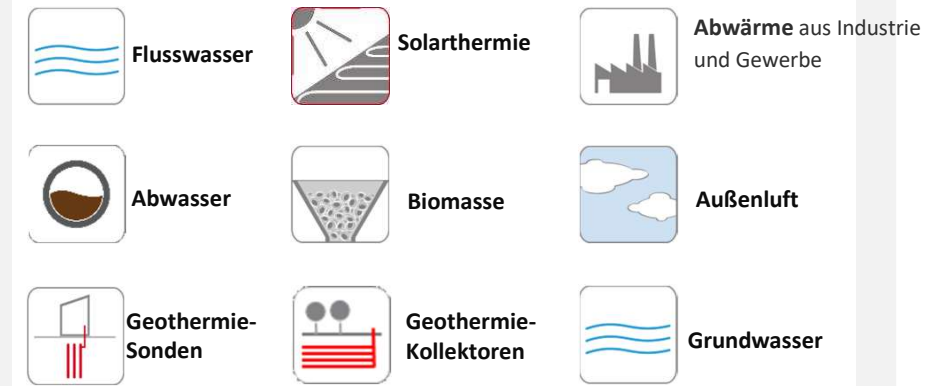 Flusswasser
Solarthermie
Abwärme aus Industrie
und Gewerbe
Abwasser
Biomasse
Außenluft
Geothermie-
Sonden
Geothermie-
Kollektoren
Grundwasser